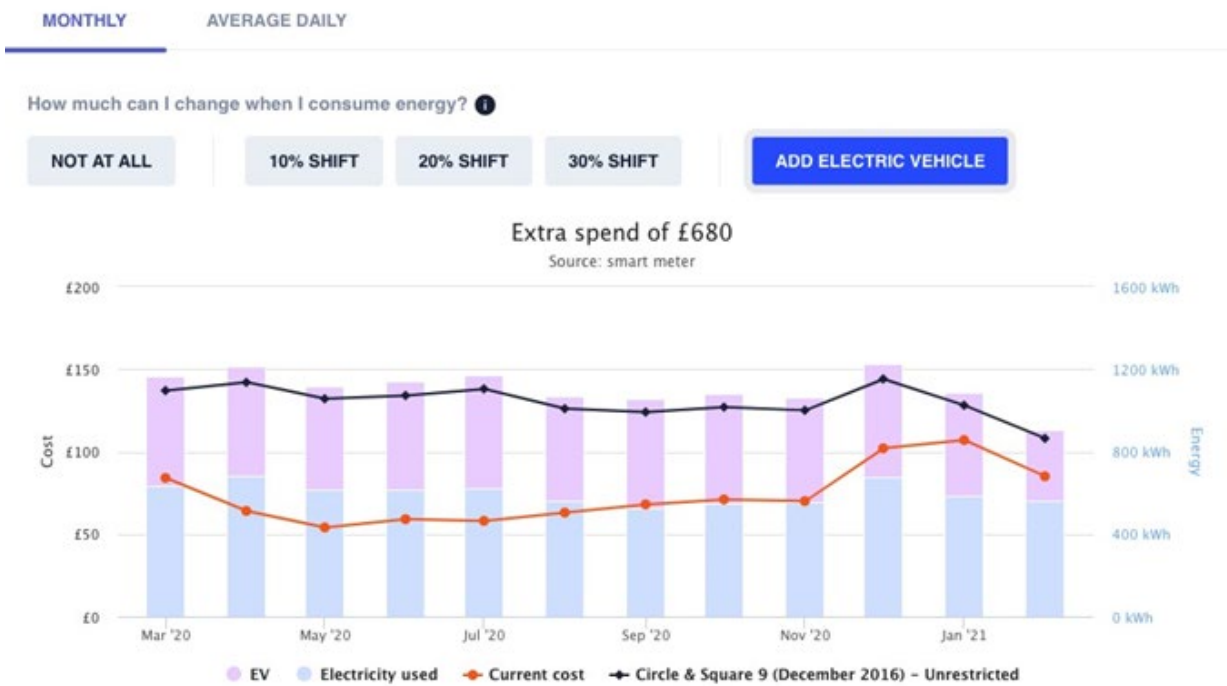 MONTHLY AVERAGE DAILY
How much can I change when I consume energy? i
NOT AT ALL 10% SHIFT 20% SHIFT 30% SHIFT ADD ELECTRIC VEHICLE
Extra spend of £680
Source: smart meter
£200 1600 kWh
£150 1200 kWh
£100 800 kWh
£50 400 kWh
£0 0 kWh
Cost
Energy
Mar '20 May '20 Jul '20 Sep '20 Nov '20 Jan '21
EV Electricity used Current cost Circle & Square 9 (December 2016) – Unrestricted